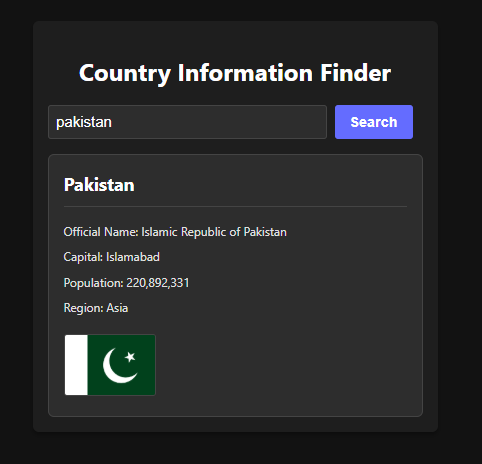 Country Information Finder
pakistan
Search
Pakistan
Official Name: Islamic Republic of Pakistan
Capital: Islamabad
Population: 220,892,331
Region: Asia